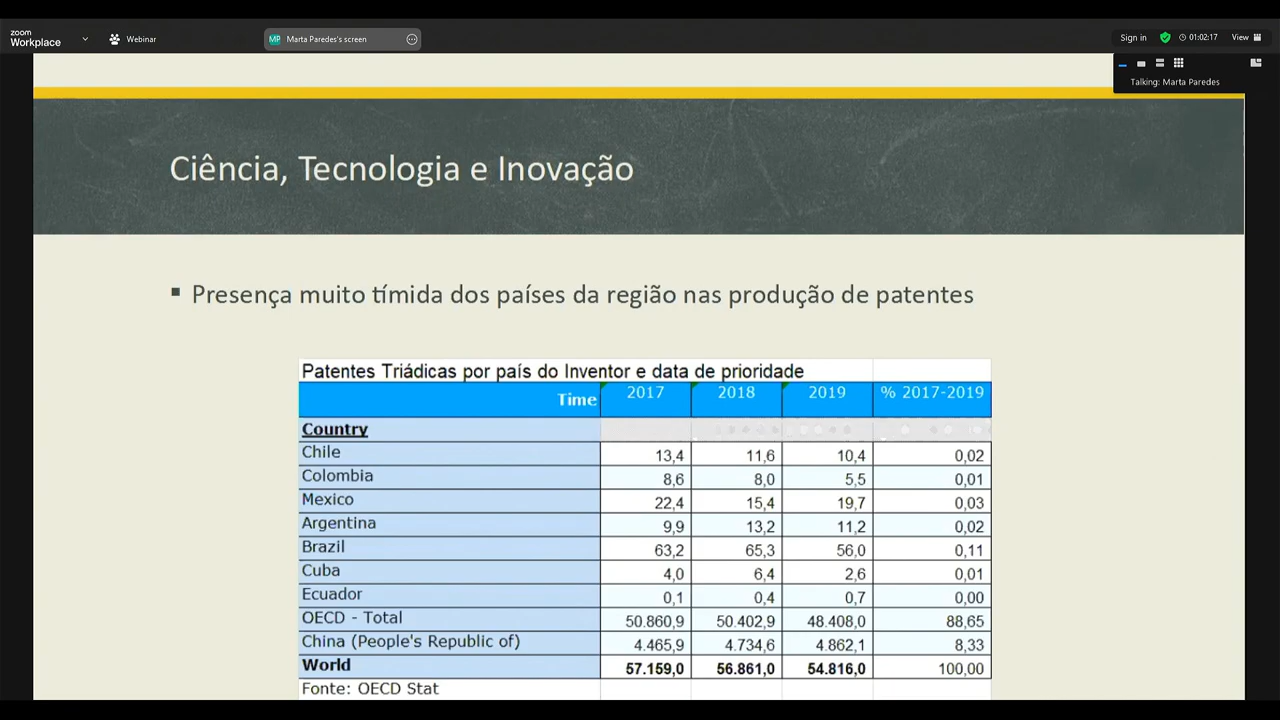 zoom
Workplace
Webinar
MP Marta Paredes's screen
Sign in
01:02:17
View
Talking: Marta Paredes
Ciência, Tecnologia e Inovação
Presença muito tímida dos países da região nas produção de patentes
Patentes Triádicas por país do Inventor e data de prioridade
Time 2017 2018 2019 % 2017-2019
Country
Chile 13,4 11,6 10,4 0,02
Colombia 8,6 8,0 5,5 0,01
Mexico 22,4 15,4 19,7 0,03
Argentina 9,9 13,2 11,2 0,02
Brazil 63,2 65,3 56,0 0,11
Cuba 4,0 6,4 2,6 0,01
Ecuador 0,1 0,4 0,7 0,00
OECD - Total 50.860,9 50.402,9 48.408,0 88,65
China (People's Republic of) 4.465,9 4.734,6 4.862,1 8,33
World 57.159,0 56.861,0 54.816,0 100,00
Fonte: OECD Stat